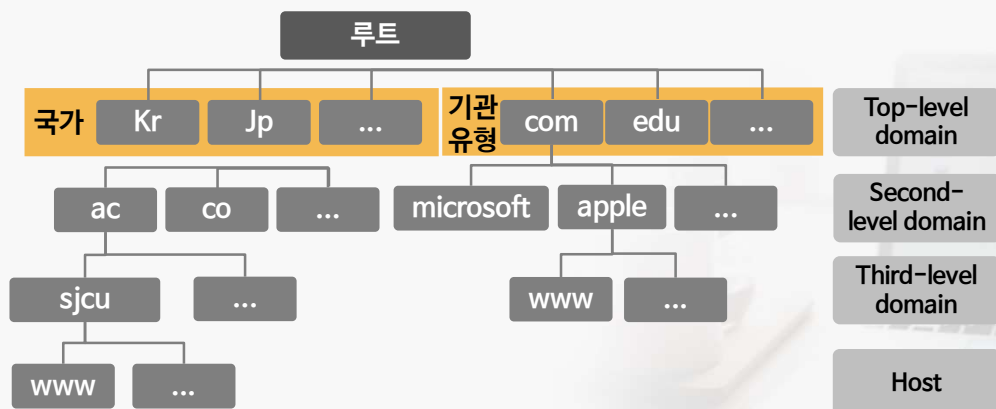 루트
국가
Kr
Jp
...
기관
유형
com
edu
...
Top-level
domain
ac
co
...
microsoft
apple
...
Second-
level domain
sjcu
...
www
...
Third-level
domain
www
...
Host